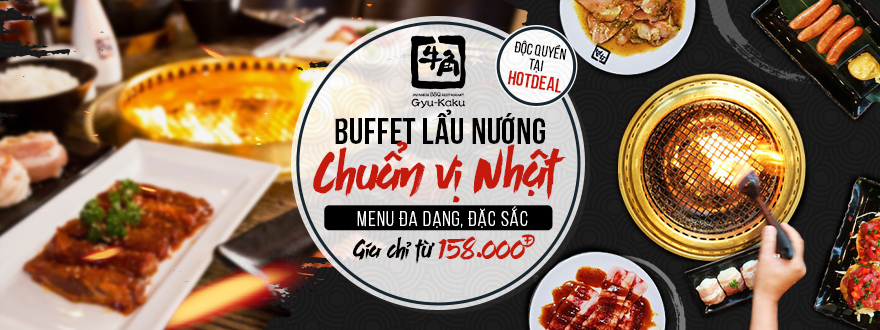 牛角
JAPANESE BBQ RESTAURANT
Gyu-Kaku
ĐỘC QUYỀN
TẠI
HOTDEAL
BUFFET LẨU NƯỚNG
Chuẩn vị Nhật
MENU ĐA DẠNG, ĐẶC SẮC
Giá chỉ từ 158.000Đ